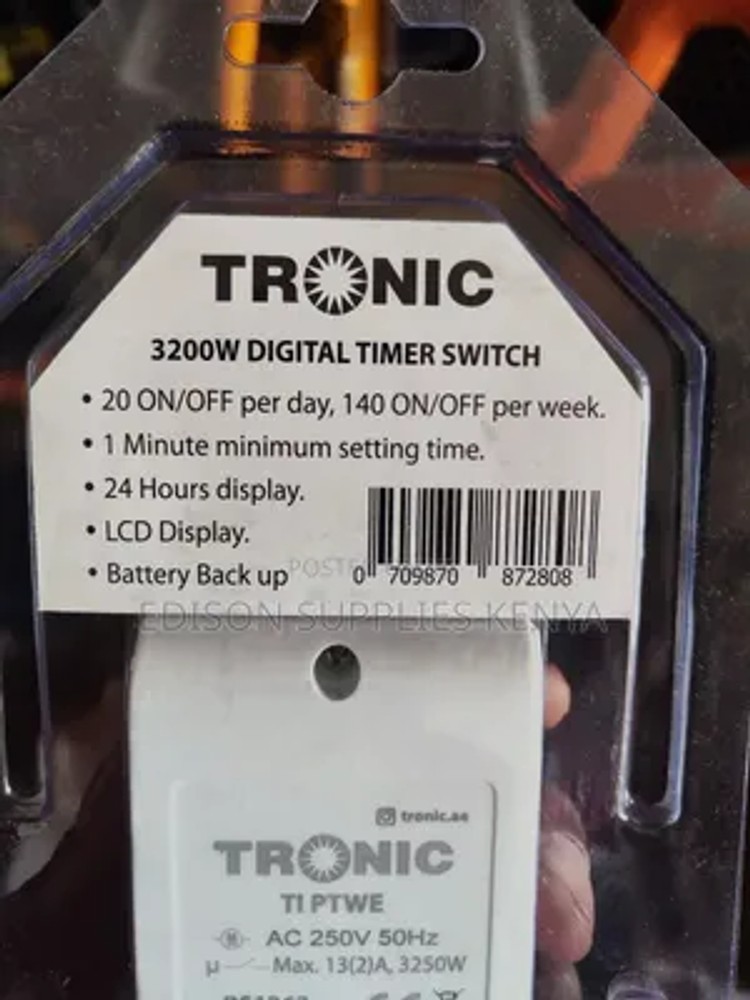 TRONIC
3200W DIGITAL TIMER SWITCH
• 20 ON/OFF per day, 140 ON/OFF per week.
• 1 Minute minimum setting time.
• 24 Hours display.
• LCD Display.
• Battery Back up
0 709870 872808
EDISON SUPPLIES KENYA
tronic.ae
TRONIC
TI PTWE
AC 250V 50Hz
µ Max. 13(2)A, 3250W